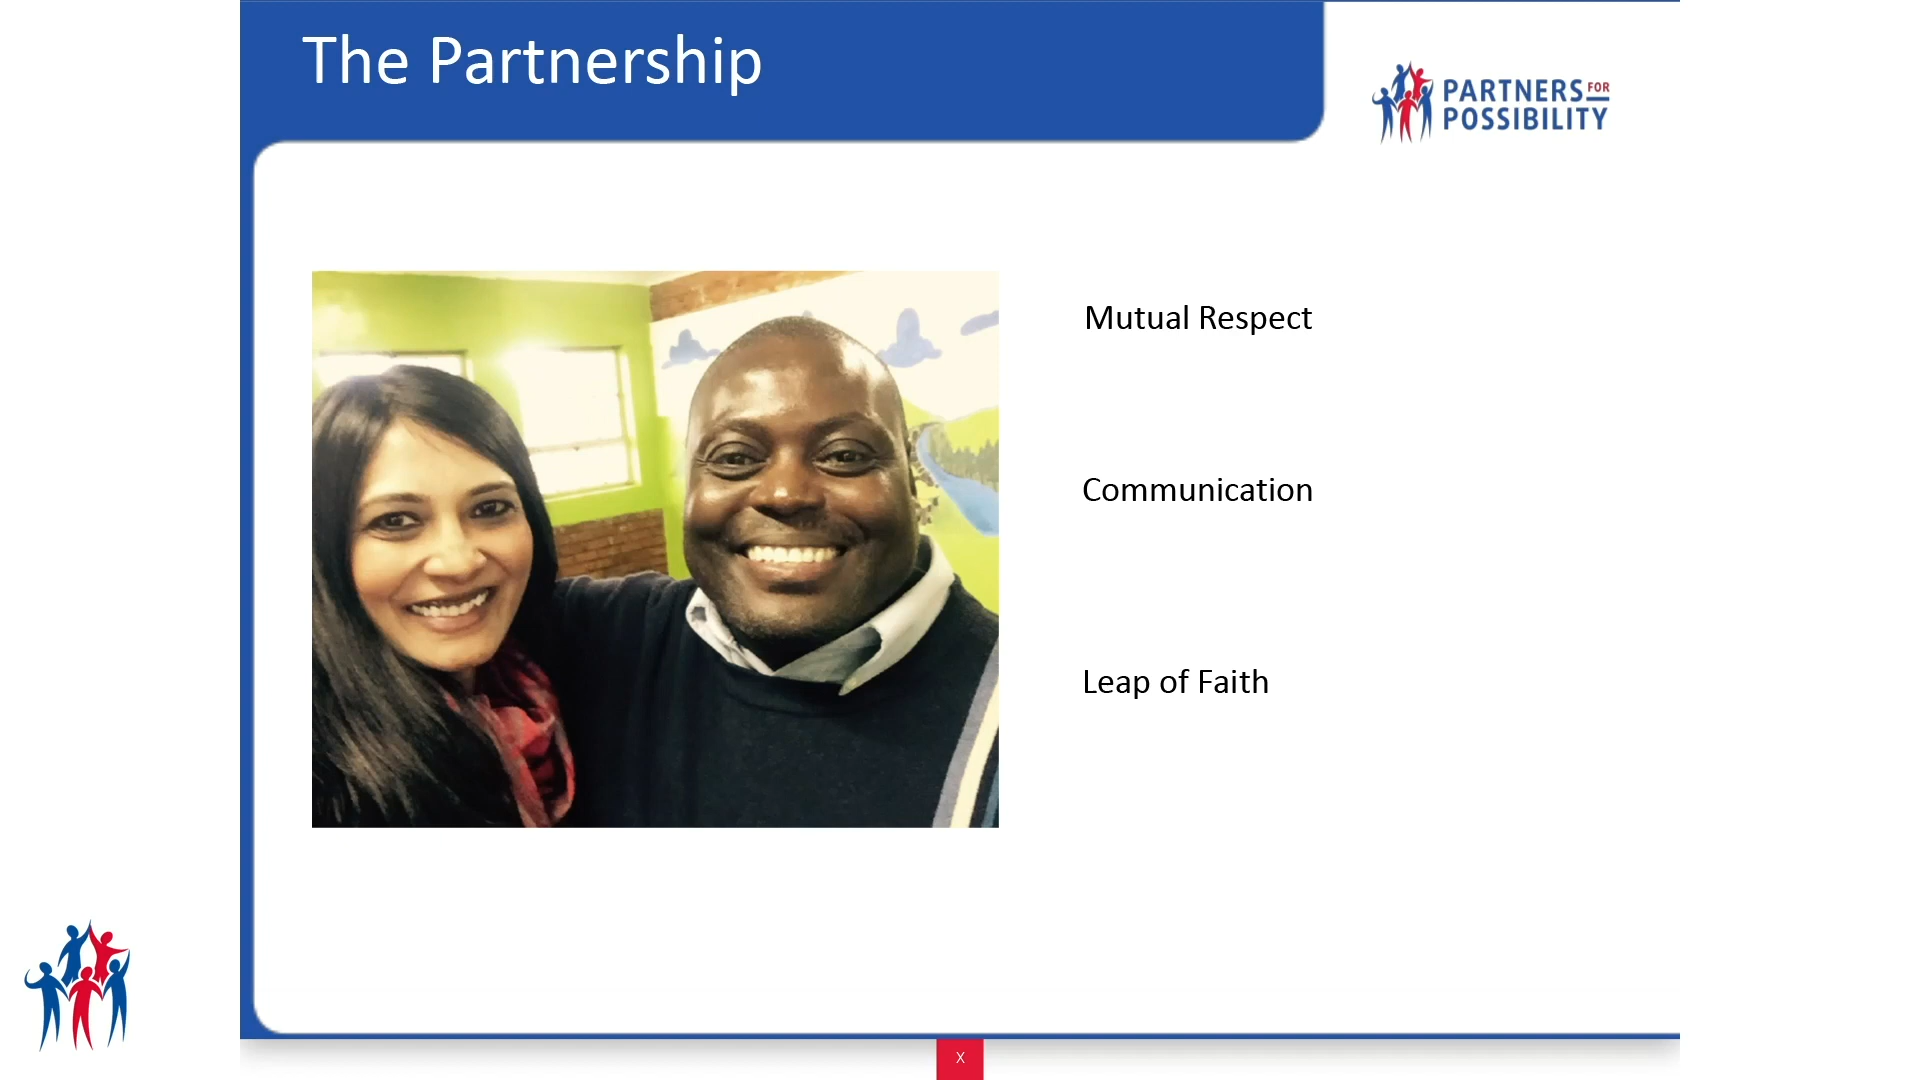 The Partnership
PARTNERS FOR
POSSIBILITY
Mutual Respect
Communication
Leap of Faith
X